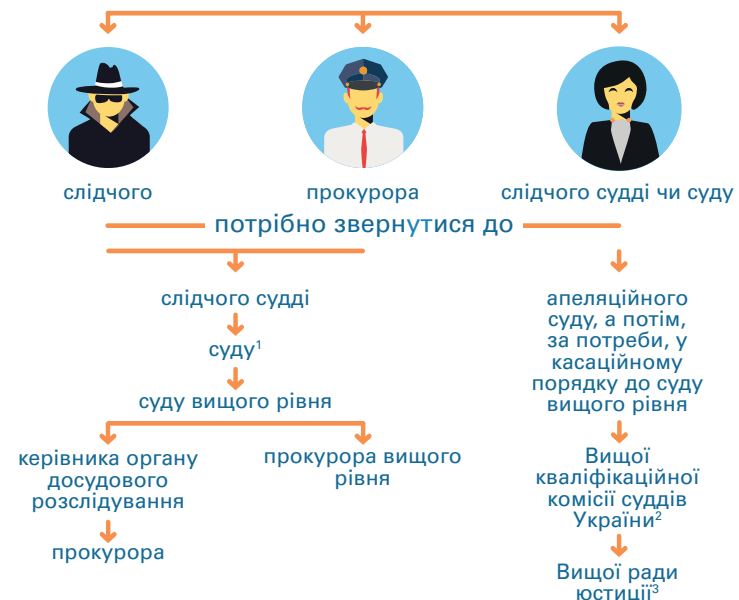 слідчого
прокурора
слідчого судді чи суду
потрібно звернутися до
слідчого судді
суду¹
суду вищого рівня
керівника органу
досудового
розслідування
прокурора
прокурора вищого
рівня
апеляційного
суду, а потім,
за потреби, у
касаційному
порядку до суду
вищого рівня
Вищої
кваліфікаційної
комісії суддів
України²
Вищої ради
юстиції³